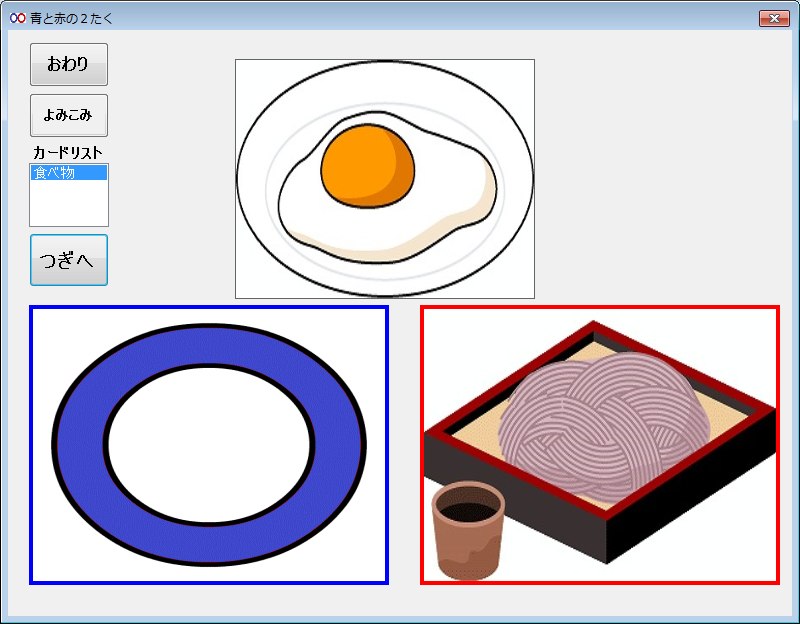 青と赤の２たく
おわり
よみこみ
カードリスト
食べ物
つぎへ